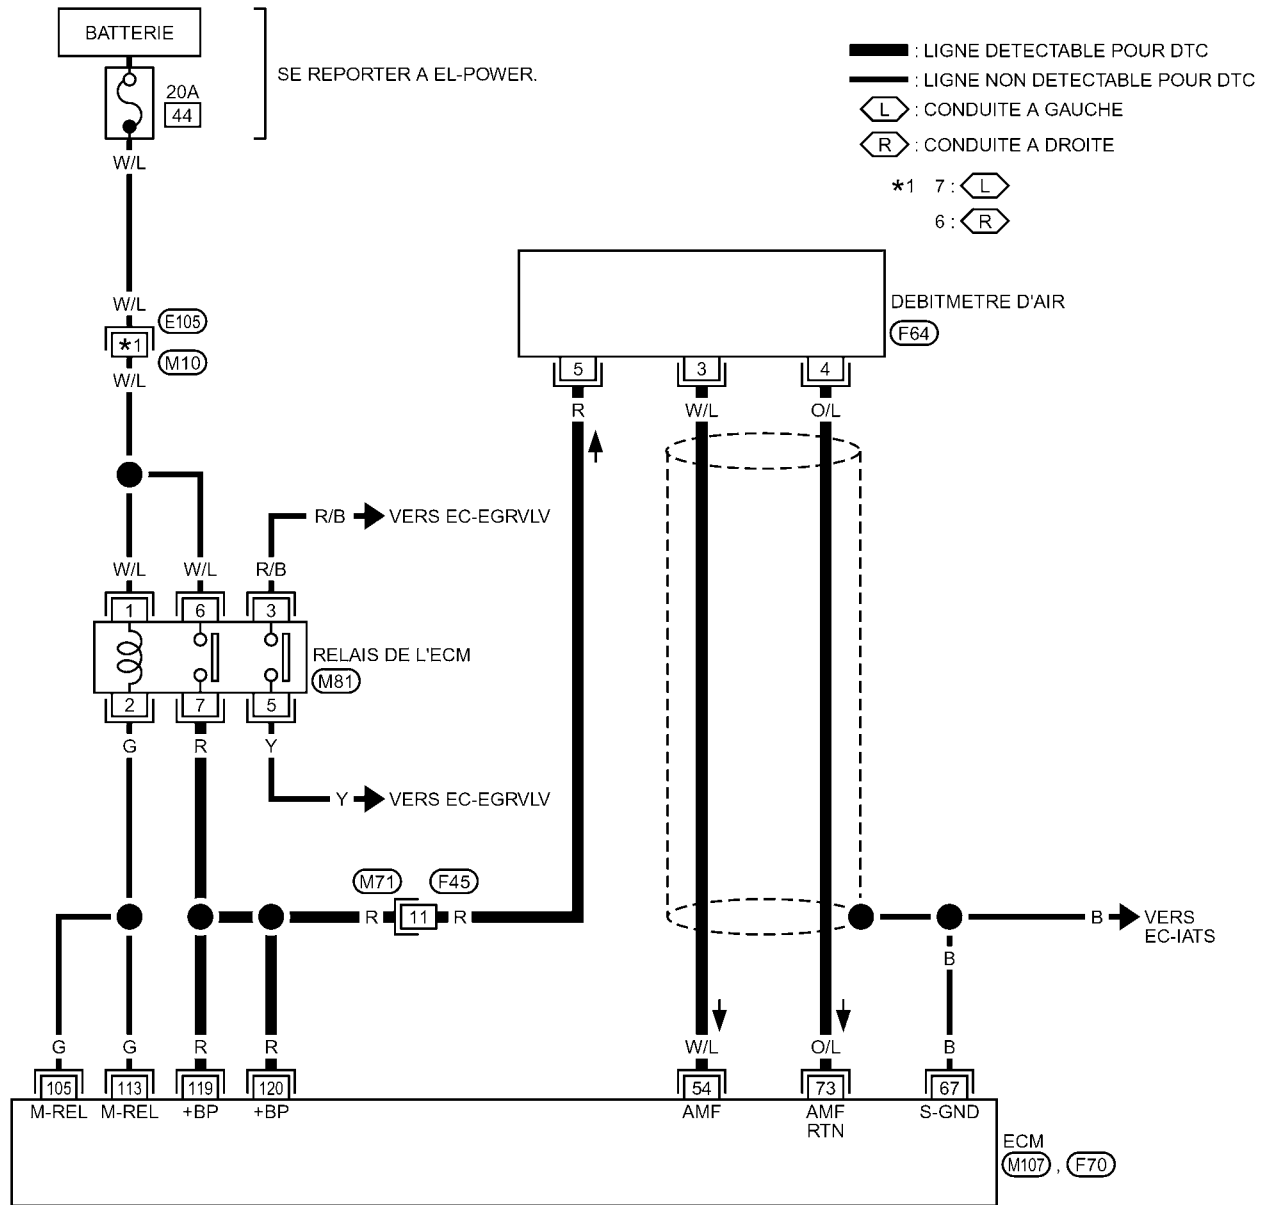 BATTERIE
20A
44
SE REPORTER A EL-POWER.
: LIGNE DETECTABLE POUR DTC
: LIGNE NON DETECTABLE POUR DTC
L : CONDUITE A GAUCHE
R : CONDUITE A DROITE
*1 7 : L
6 : R
W/L
W/L
E105
*1
M10
W/L
DEBITMETRE D'AIR
F64
5 3 4
R W/L O/L
R/B VERS EC-EGRVLV
W/L W/L R/B
1 6 3
RELAIS DE L'ECM
M81
2 7 5
G R Y
Y VERS EC-EGRVLV
M71 F45
R 11 R
B VERS
EC-IATS
B
G G R R W/L O/L B
105 113 119 120 54 73 67
M-REL M-REL +BP +BP AMF AMF S-GND
RTN
ECM
M107 , F70